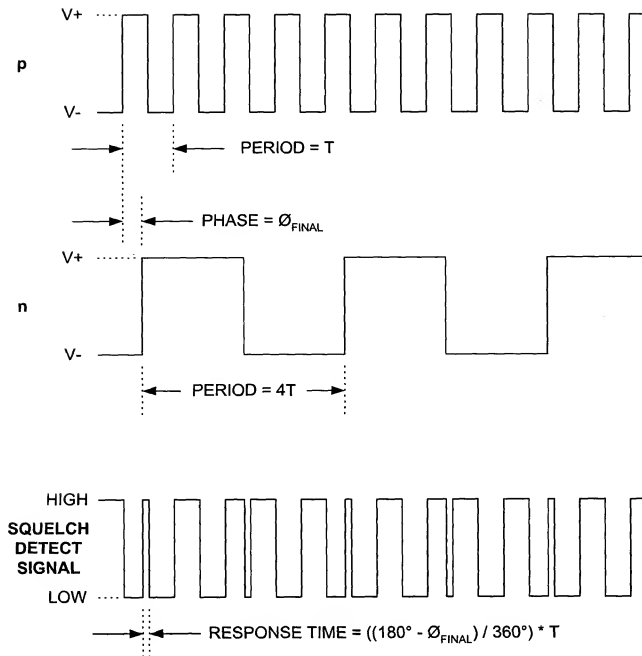 V+
p
V-
PERIOD = T
PHASE = ØFINAL
V+
n
V-
PERIOD = 4T
HIGH
SQUELCH
DETECT
SIGNAL
LOW
RESPONSE TIME = ((180° - ØFINAL) / 360°) * T